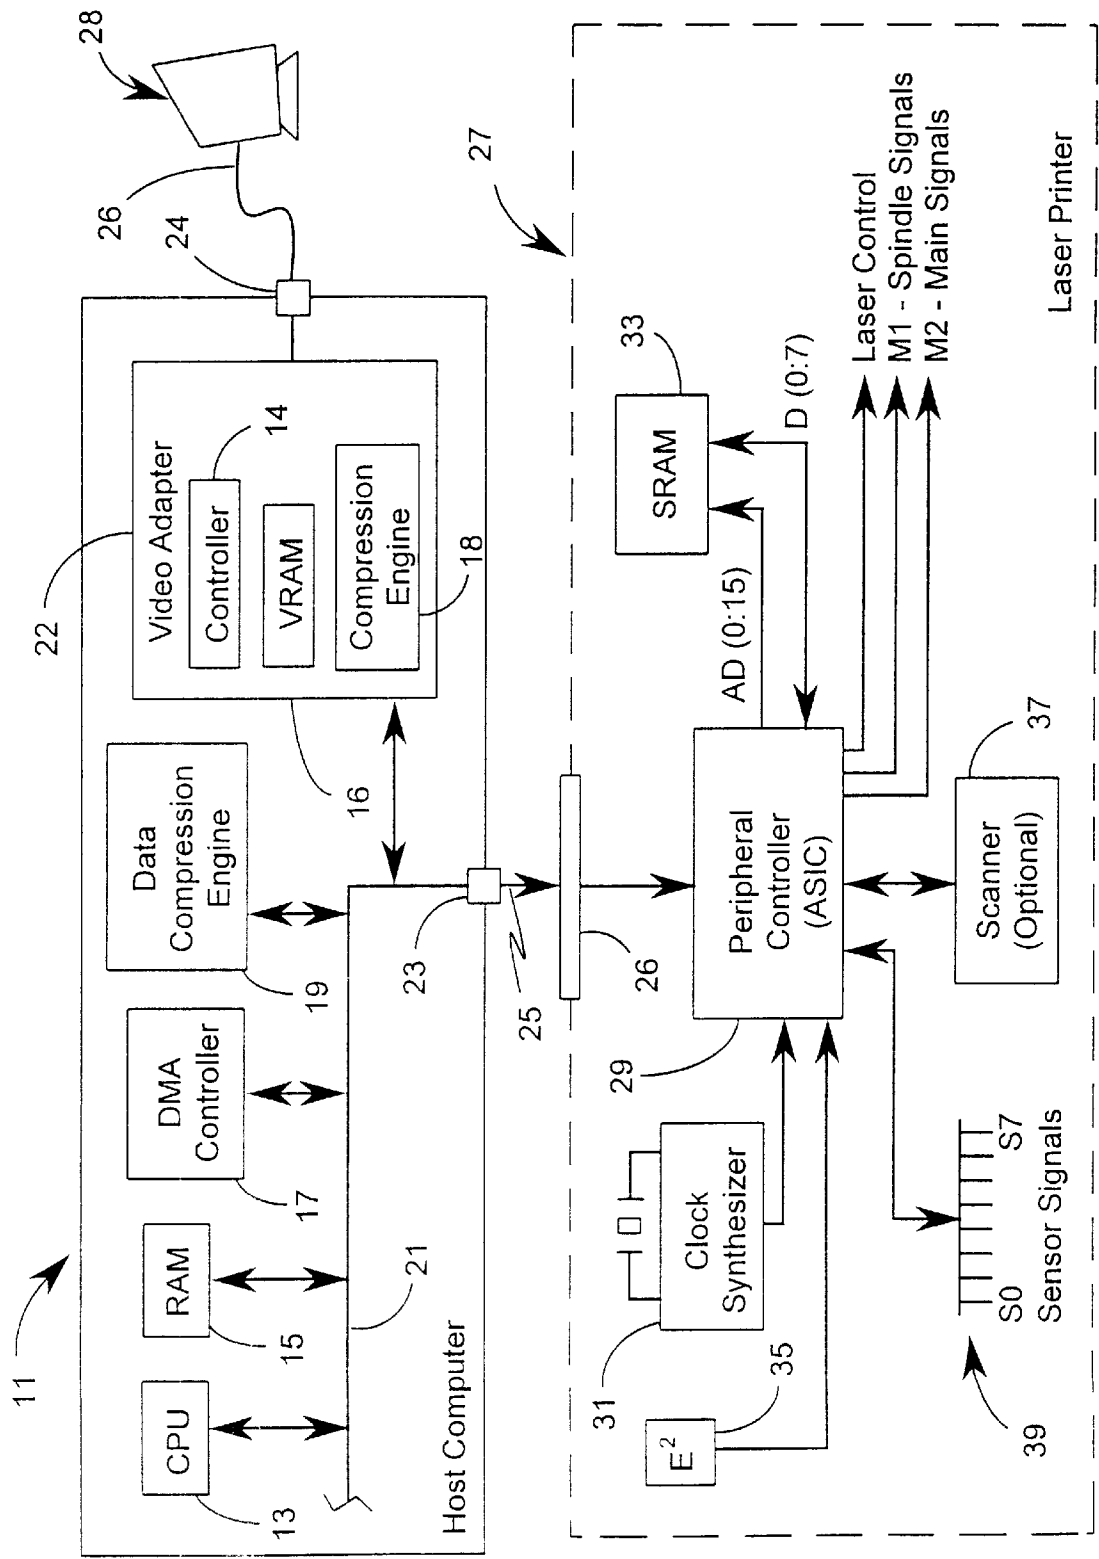 11
CPU
13
RAM
15
DMA
Controller
17
Data
Compression
Engine
19
22
Video Adapter
Controller
14
VRAM
16
Compression
Engine
18
24
26
28
21
23
25
Host Computer
27
26
E²
35
31
Clock
Synthesizer
29
Peripheral
Controller
(ASIC)
AD (0:15)
D (0:7)
SRAM
33
Laser Control
M1 - Spindle Signals
M2 - Main Signals
Scanner
(Optional)
37
39
S0
S7
Sensor Signals
Laser Printer